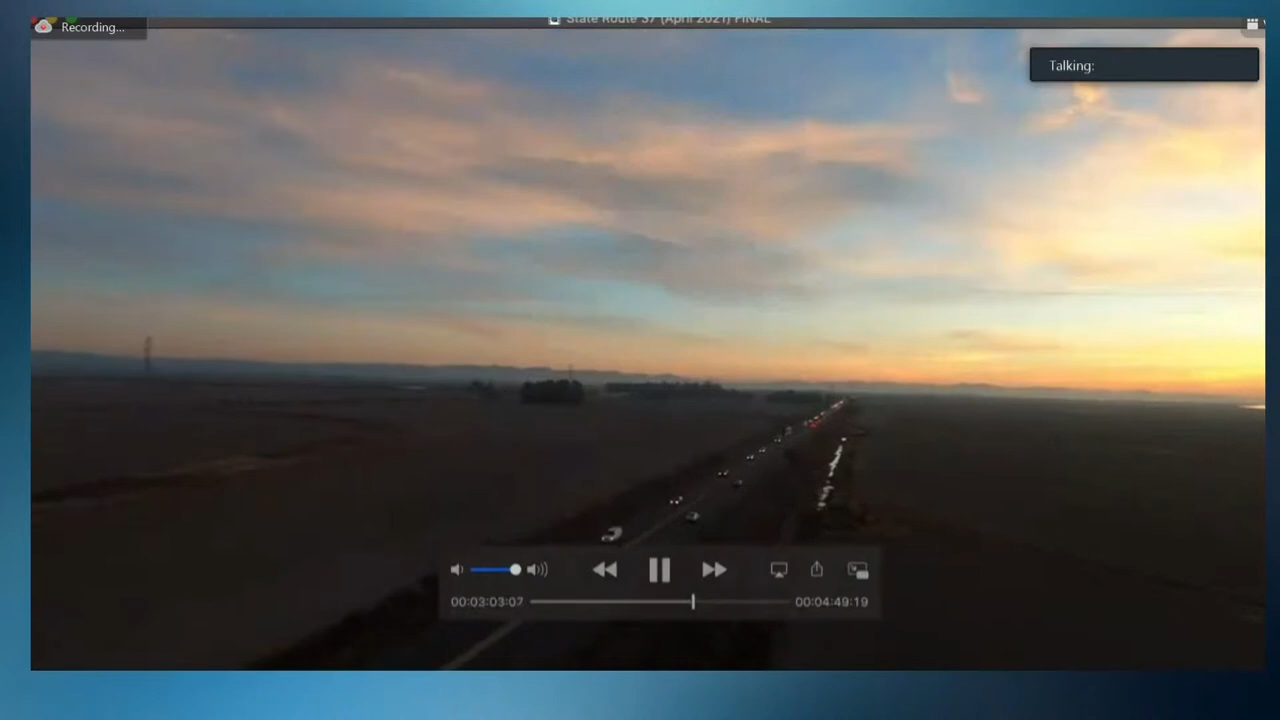 State Route 37 (April 2021) FINAL
Recording...
Talking:
00:03:03:07
00:04:49:19